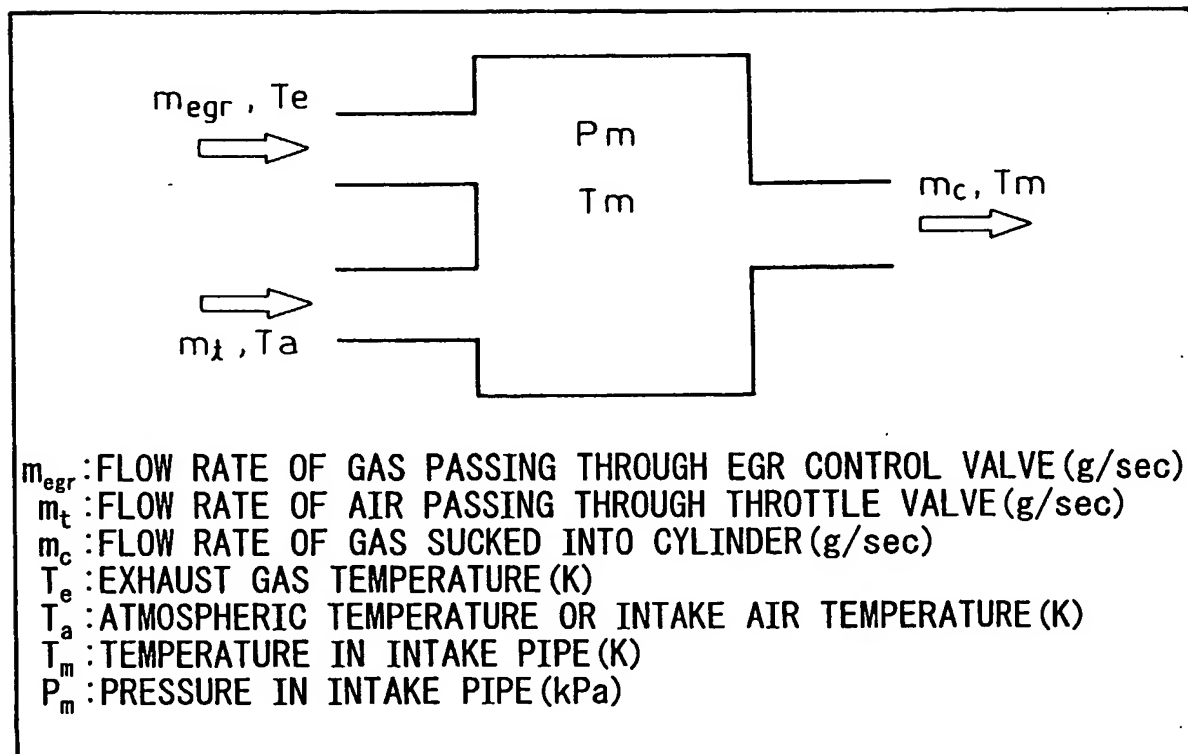 m_egr , Te
Pm
Tm
m_c, Tm
m_t , Ta
m_egr :FLOW RATE OF GAS PASSING THROUGH EGR CONTROL VALVE(g/sec)
m_t :FLOW RATE OF AIR PASSING THROUGH THROTTLE VALVE(g/sec)
m_c :FLOW RATE OF GAS SUCKED INTO CYLINDER(g/sec)
T_e :EXHAUST GAS TEMPERATURE(K)
T_a :ATMOSPHERIC TEMPERATURE OR INTAKE AIR TEMPERATURE(K)
T_m :TEMPERATURE IN INTAKE PIPE(K)
P_m :PRESSURE IN INTAKE PIPE(kPa)